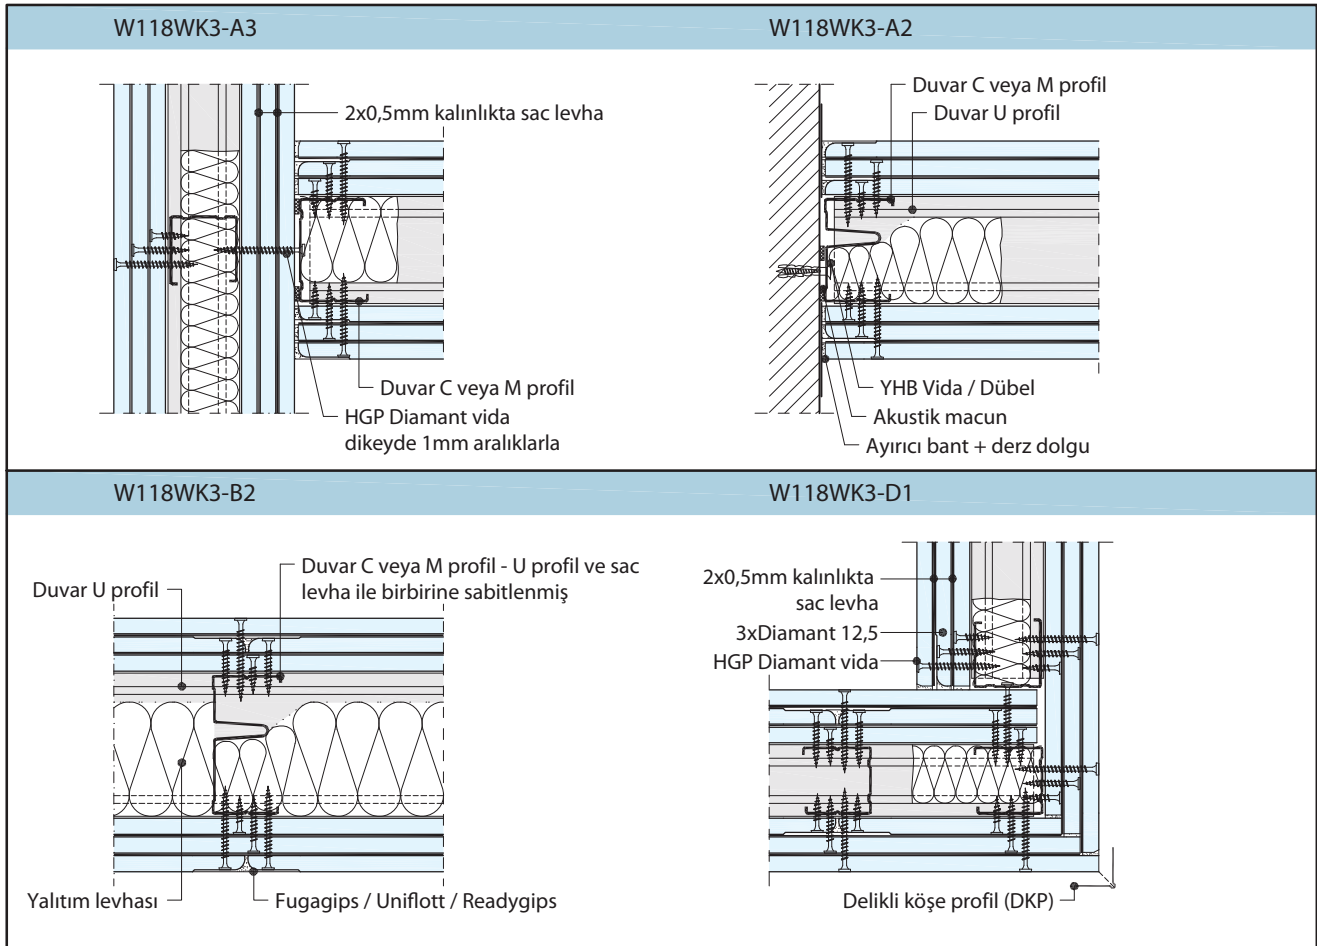 W118WK3-A3
2x0,5mm kalınlıkta sac levha
Duvar C veya M profil
HGP Diamant vida
dikeyde 1mm aralıklarla
W118WK3-A2
Duvar C veya M profil
Duvar U profil
YHB Vida / Dübel
Akustik macun
Ayırıcı bant + derz dolgu
W118WK3-B2
Duvar U profil
Duvar C veya M profil - U profil ve sac
levha ile birbirine sabitlenmiş
Yalıtım levhası
Fugagips / Uniflott / Readygips
W118WK3-D1
2x0,5mm kalınlıkta
sac levha
3xDiamant 12,5
HGP Diamant vida
Delikli köşe profil (DKP)